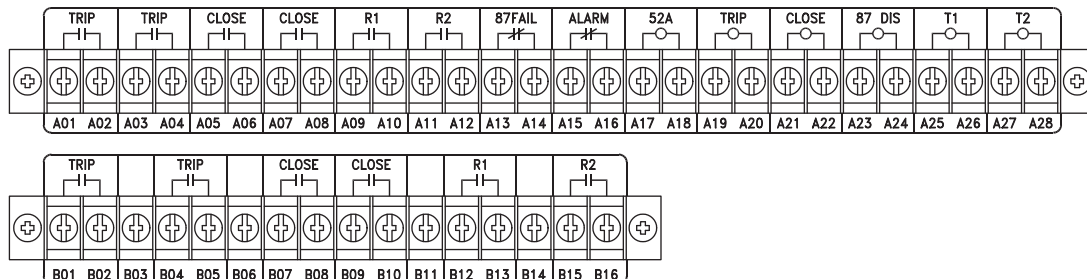 TRIP TRIP CLOSE CLOSE R1 R2 87FAIL ALARM 52A TRIP CLOSE 87 DIS T1 T2
A01 A02 A03 A04 A05 A06 A07 A08 A09 A10 A11 A12 A13 A14 A15 A16 A17 A18 A19 A20 A21 A22 A23 A24 A25 A26 A27 A28
TRIP TRIP CLOSE CLOSE R1 R2
B01 B02 B03 B04 B05 B06 B07 B08 B09 B10 B11 B12 B13 B14 B15 B16